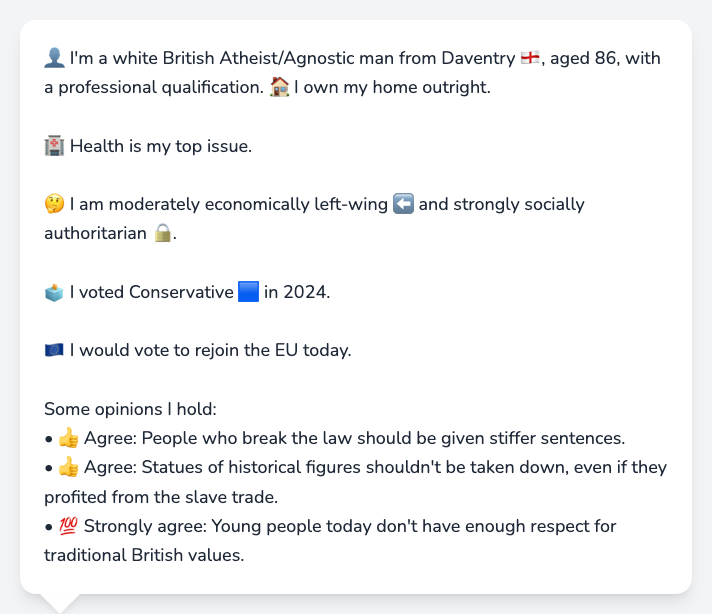 👤 I'm a white British Atheist/Agnostic man from Daventry 🏴󠁧󠁢󠁥󠁮󠁧󠁿, aged 86, with
a professional qualification. 🏠 I own my home outright.
🏥 Health is my top issue.
🤔 I am moderately economically left-wing ⬅️ and strongly socially
authoritarian 🔒.
🗳️ I voted Conservative 🟦 in 2024.
🇪🇺 I would vote to rejoin the EU today.
Some opinions I hold:
• 👍 Agree: People who break the law should be given stiffer sentences.
• 👍 Agree: Statues of historical figures shouldn't be taken down, even if they
profited from the slave trade.
• 💯 Strongly agree: Young people today don't have enough respect for
traditional British values.